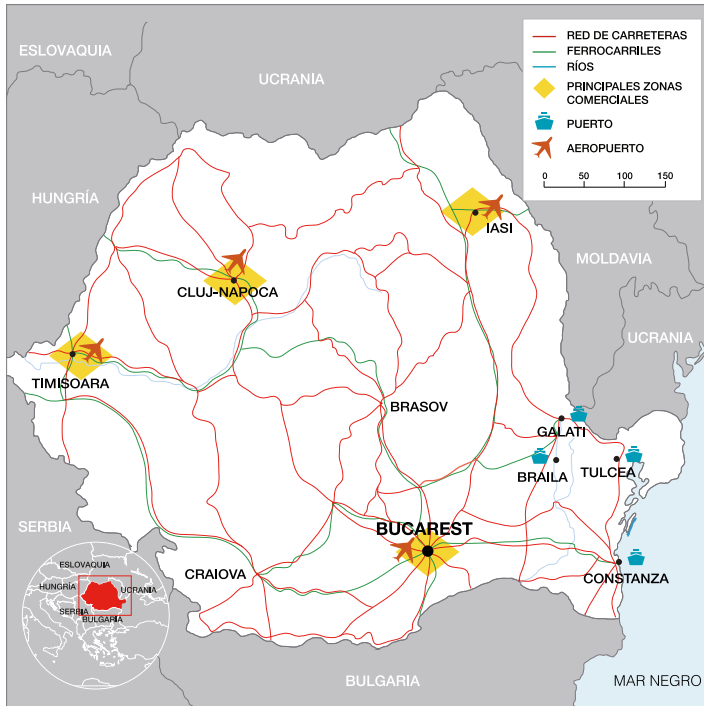 ESLOVAQUIA
UCRANIA
RED DE CARRETERAS
FERROCARRILES
RÍOS
PRINCIPALES ZONAS
COMERCIALES
PUERTO
AEROPUERTO
0 50 100 150
HUNGRÍA
IASI
MOLDAVIA
CLUJ-NAPOCA
UCRANIA
TIMISOARA
BRASOV
GALATI
BRAILA
TULCEA
SERBIA
BUCAREST
CRAIOVA
CONSTANZA
ESLOVAQUIA
HUNGRÍA
UCRANIA
SERBIA
BULGARIA
BULGARIA
MAR NEGRO